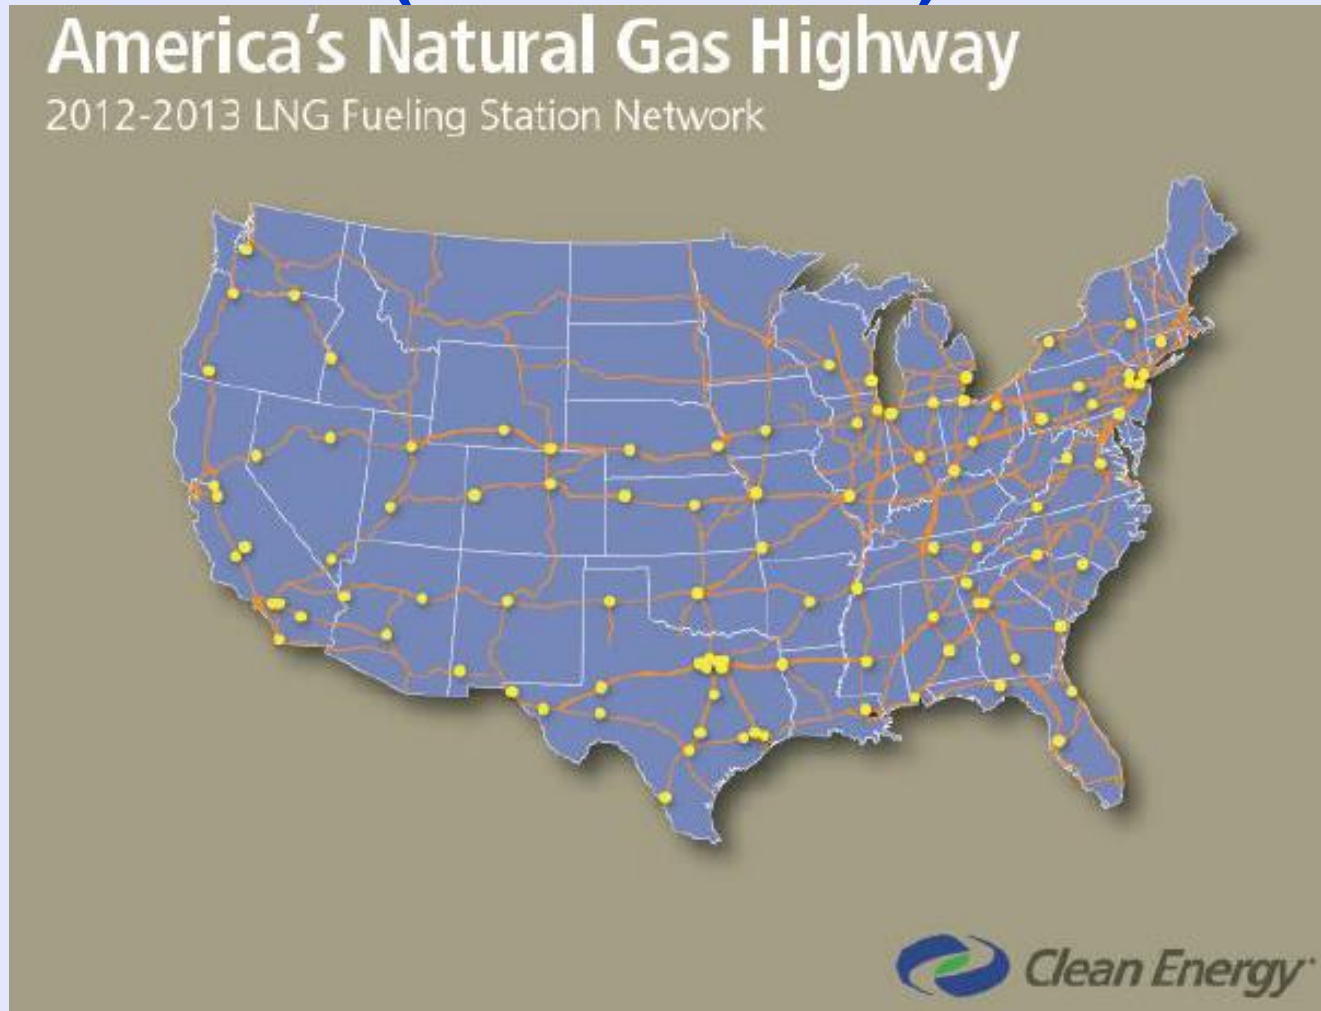 America's Natural Gas Highway
2012-2013 LNG Fueling Station Network
Clean Energy